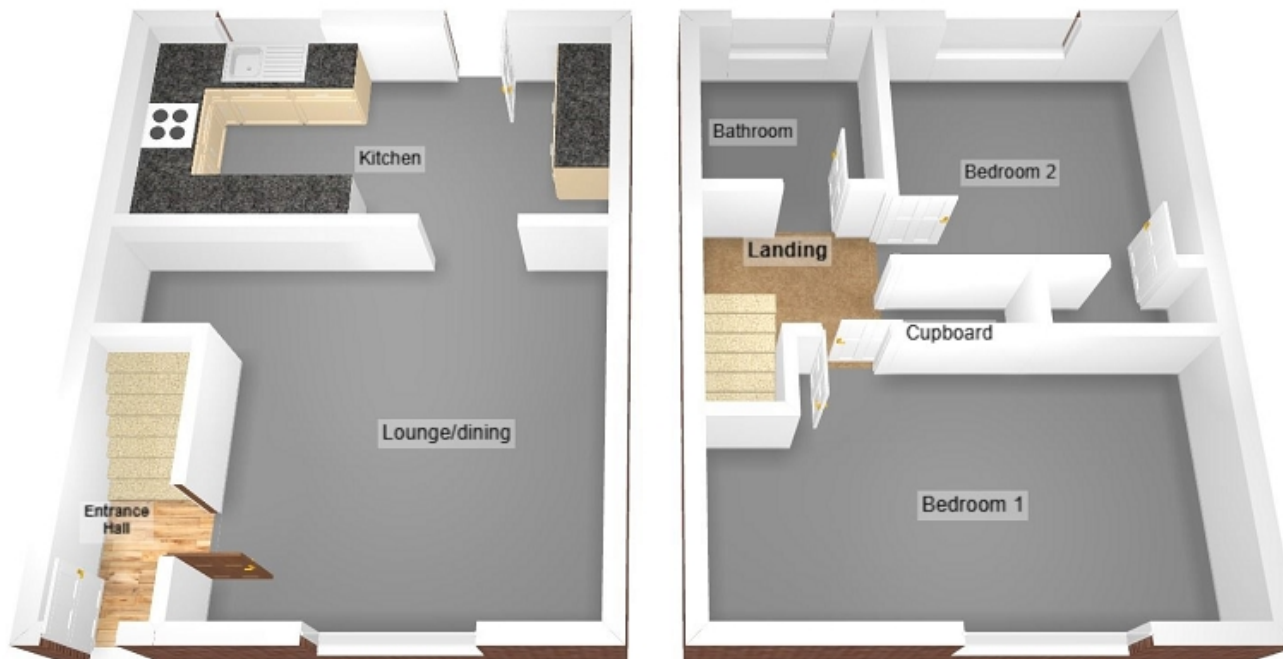 Kitchen
Lounge/dining
Entrance
Hall
Bathroom
Bedroom 2
Landing
Cupboard
Bedroom 1